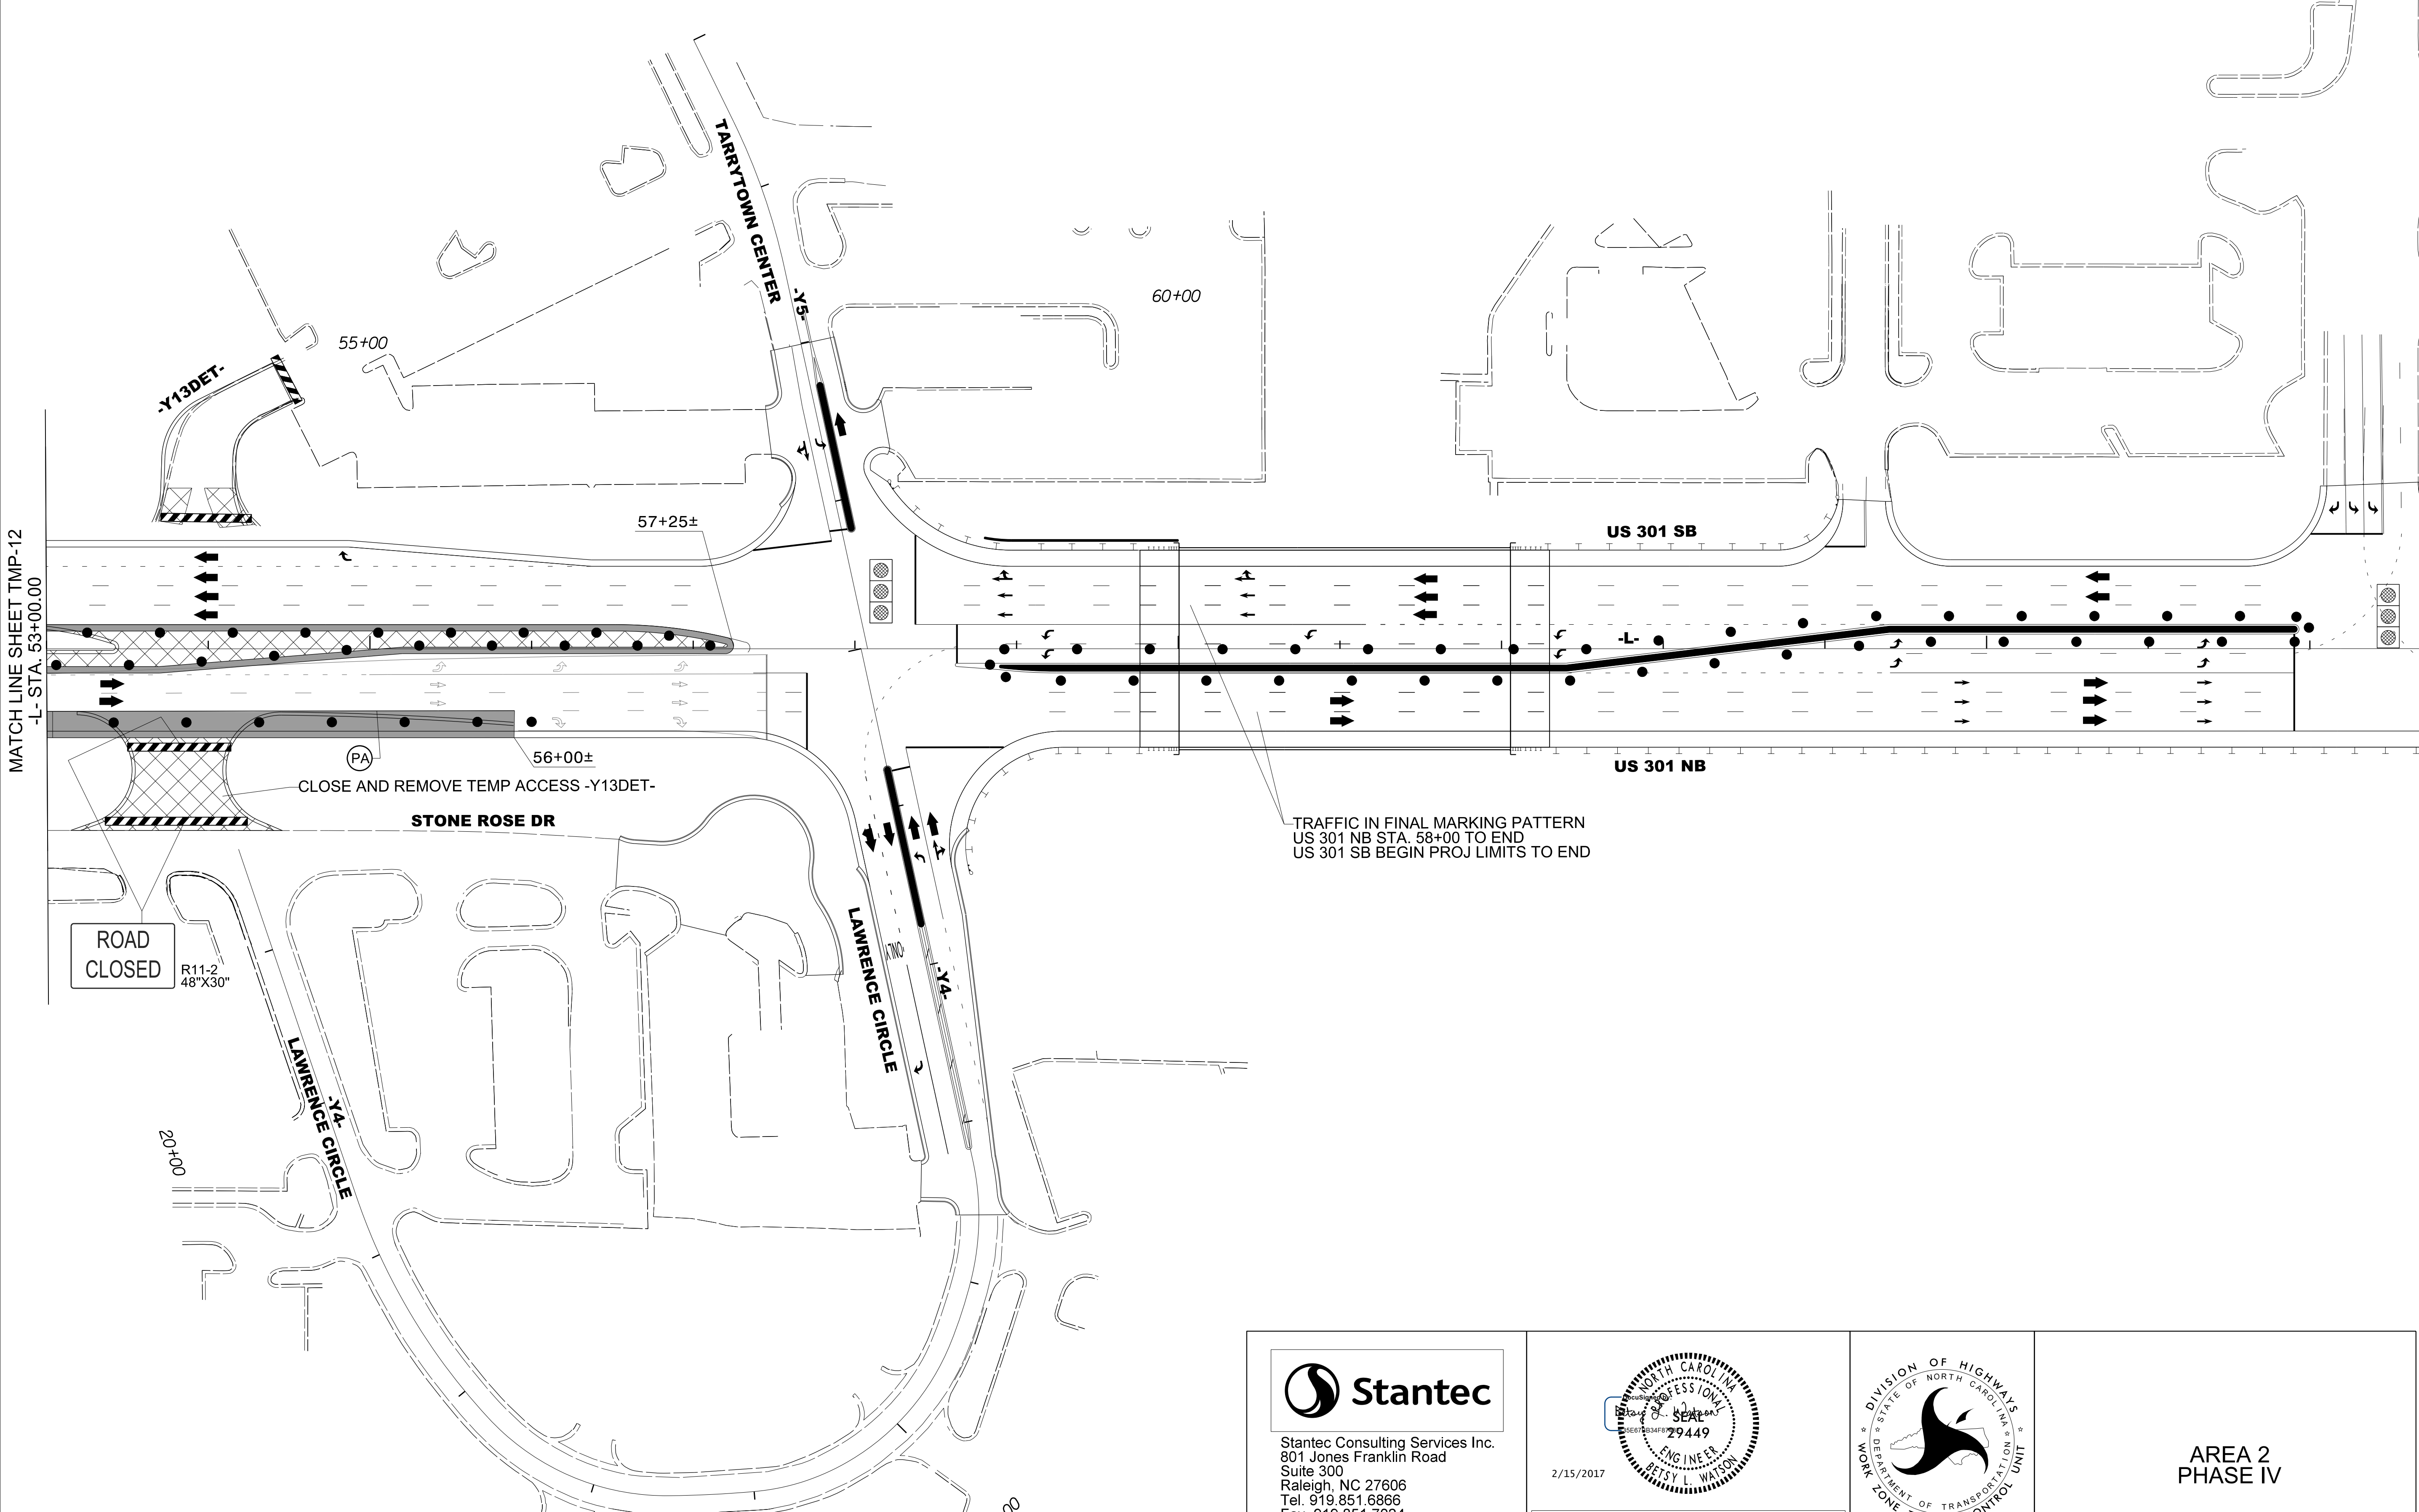 TARRYTOWN CENTER
-Y5-
60+00
55+00
-Y13DET-
57+25±
US 301 SB
MATCH LINE SHEET TMP-12
-L- STA. 53+00.00
-L-
PA
56+00±
CLOSE AND REMOVE TEMP ACCESS -Y13DET-
US 301 NB
STONE ROSE DR
TRAFFIC IN FINAL MARKING PATTERN
US 301 NB STA. 58+00 TO END
US 301 SB BEGIN PROJ LIMITS TO END
ROAD
CLOSED
R11-2
48"X30"
LAWRENCE CIRCLE
ONLY
-Y4-
-Y4-
LAWRENCE CIRCLE
20+00
Stantec
Stantec Consulting Services Inc.
801 Jones Franklin Road
Suite 300
Raleigh, NC 27606
Tel. 919.851.6866
2/15/2017
NORTH CAROLINA
PROFESSIONAL
SEAL
29449
ENGINEER
BETSY L. WATSON
DIVISION OF HIGHWAYS
STATE OF NORTH CAROLINA
DEPARTMENT OF TRANSPORTATION
WORK ZONE
CONTROL UNIT
AREA 2
PHASE IV